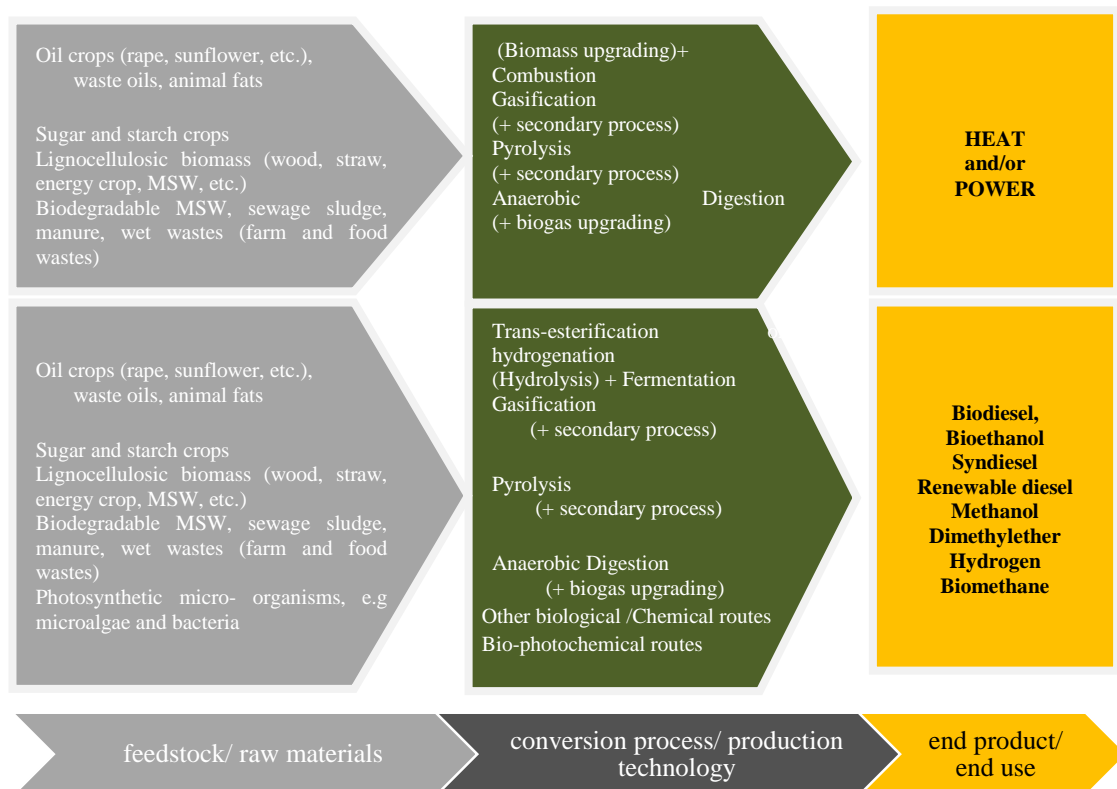 Oil crops (rape, sunflower, etc.),
waste oils, animal fats
Sugar and starch crops
Lignocellulosic biomass (wood, straw,
energy crop, MSW, etc.)
Biodegradable MSW, sewage sludge,
manure, wet wastes (farm and food
wastes)
(Biomass upgrading)+
Combustion
Gasification
(+ secondary process)
Pyrolysis
(+ secondary process)
Anaerobic Digestion
(+ biogas upgrading)
HEAT
and/or
POWER
Oil crops (rape, sunflower, etc.),
waste oils, animal fats
Sugar and starch crops
Lignocellulosic biomass (wood, straw,
energy crop, MSW, etc.)
Biodegradable MSW, sewage sludge,
manure, wet wastes (farm and food
wastes)
Photosynthetic micro- organisms, e.g
microalgae and bacteria
Trans-esterification
hydrogenation
(Hydrolysis) + Fermentation
Gasification
(+ secondary process)
Pyrolysis
(+ secondary process)
Anaerobic Digestion
(+ biogas upgrading)
Other biological /Chemical routes
Bio-photochemical routes
Biodiesel,
Bioethanol
Syndiesel
Renewable diesel
Methanol
Dimethylether
Hydrogen
Biomethane
feedstock/ raw materials
conversion process/ production
technology
end product/
end use